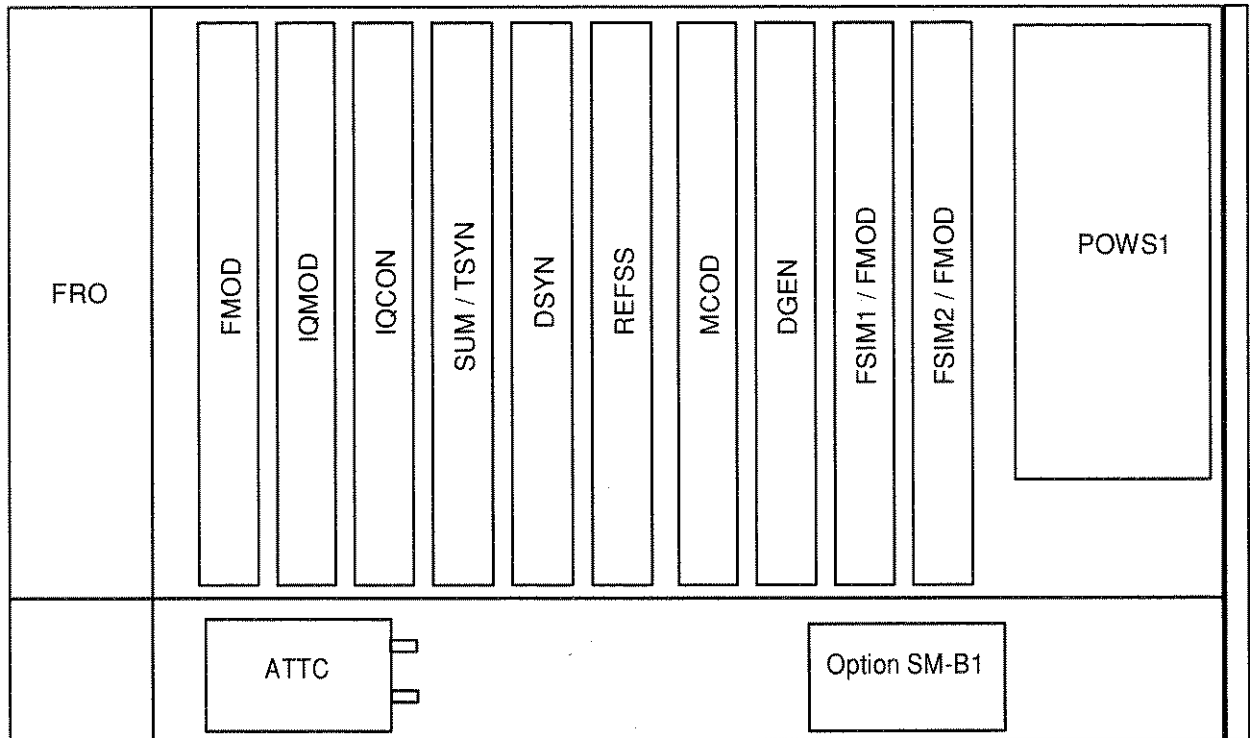 FRO
FMOD
IQMOD
IQCON
SUM / TSYN
DSYN
REFSS
MCOD
DGEN
FSIM1 / FMOD
FSIM2 / FMOD
POWS1
ATTC
Option SM-B1